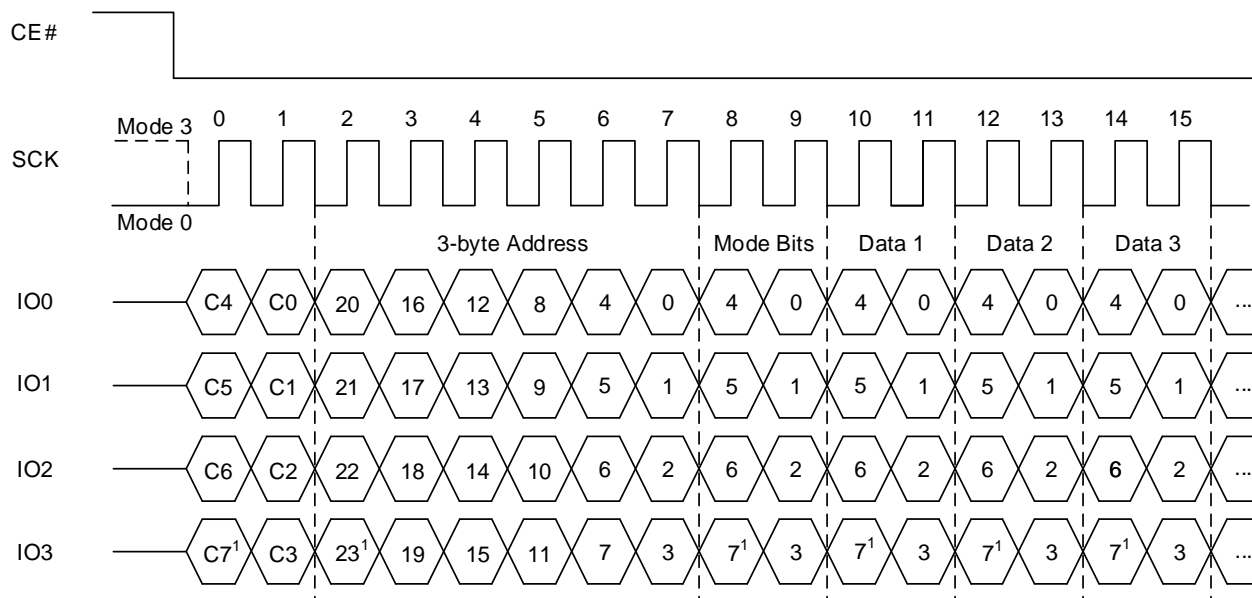 CE#
0 1 2 3 4 5 6 7 8 9 10 11 12 13 14 15
Mode 3
SCK
Mode 0
3-byte Address Mode Bits Data 1 Data 2 Data 3
IO0 C4 C0 20 16 12 8 4 0 4 0 4 0 4 0 4 0 ...
IO1 C5 C1 21 17 13 9 5 1 5 1 5 1 5 1 5 1 ...
IO2 C6 C2 22 18 14 10 6 2 6 2 6 2 6 2 6 2 ...
IO3 C7¹ C3 23¹ 19 15 11 7 3 7¹ 3 7¹ 3 7¹ 3 7¹ 3 ...